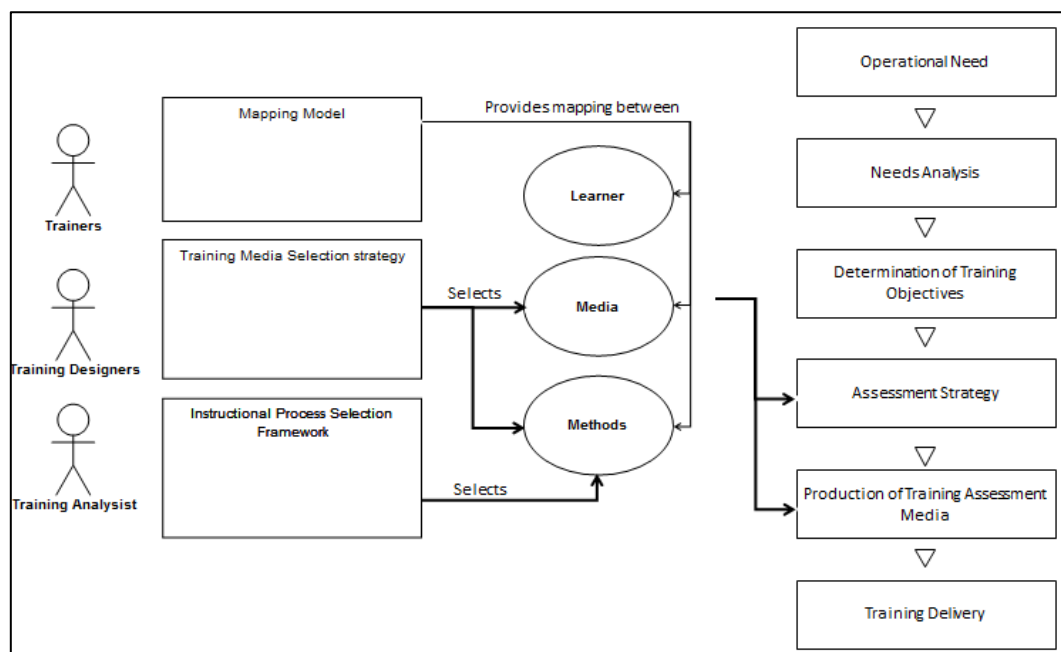 Operational Need
Mapping Model
Provides mapping between
Trainers
Learner
Needs Analysis
Training Media Selection strategy
Selects
Media
Training Designers
Determination of Training
Objectives
Instructional Process Selection
Framework
Methods
Assessment Strategy
Selects
Training Analysist
Production of Training Assessment
Media
Training Delivery